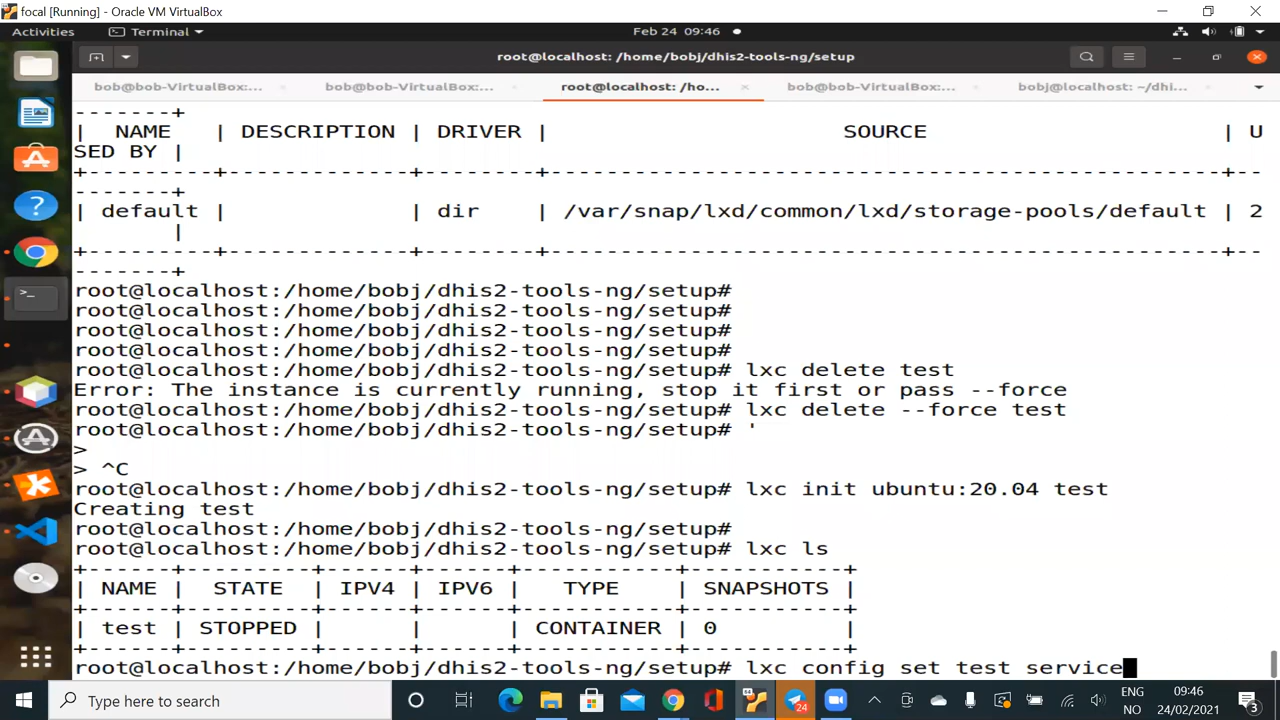 focal [Running] - Oracle VM VirtualBox
Activities Terminal Feb 24 09:46
root@localhost: /home/bobj/dhis2-tools-ng/setup
bob@bob-VirtualBox:... bob@bob-VirtualBox:... root@localhost: /ho... bob@bob-VirtualBox:... bobj@localhost: ~/dhi...
-------+
| NAME | DESCRIPTION | DRIVER | SOURCE | U
SED BY |
+---------+-------------+--------+------------------------------------------------+--
-------+
| default | | dir | /var/snap/lxd/common/lxd/storage-pools/default | 2
|
+---------+-------------+--------+------------------------------------------------+--
-------+
root@localhost:/home/bobj/dhis2-tools-ng/setup#
root@localhost:/home/bobj/dhis2-tools-ng/setup#
root@localhost:/home/bobj/dhis2-tools-ng/setup#
root@localhost:/home/bobj/dhis2-tools-ng/setup#
root@localhost:/home/bobj/dhis2-tools-ng/setup# lxc delete test
Error: The instance is currently running, stop it first or pass --force
root@localhost:/home/bobj/dhis2-tools-ng/setup# lxc delete --force test
root@localhost:/home/bobj/dhis2-tools-ng/setup# '
>
> ^C
root@localhost:/home/bobj/dhis2-tools-ng/setup# lxc init ubuntu:20.04 test
Creating test
root@localhost:/home/bobj/dhis2-tools-ng/setup#
root@localhost:/home/bobj/dhis2-tools-ng/setup# lxc ls
+------+---------+------+------+-----------+-----------+
| NAME | STATE | IPV4 | IPV6 | TYPE | SNAPSHOTS |
+------+---------+------+------+-----------+-----------+
| test | STOPPED | | | CONTAINER | 0 |
+------+---------+------+------+-----------+-----------+
root@localhost:/home/bobj/dhis2-tools-ng/setup# lxc config set test service
Type here to search
24
ENG
NO
09:46
24/02/2021
3